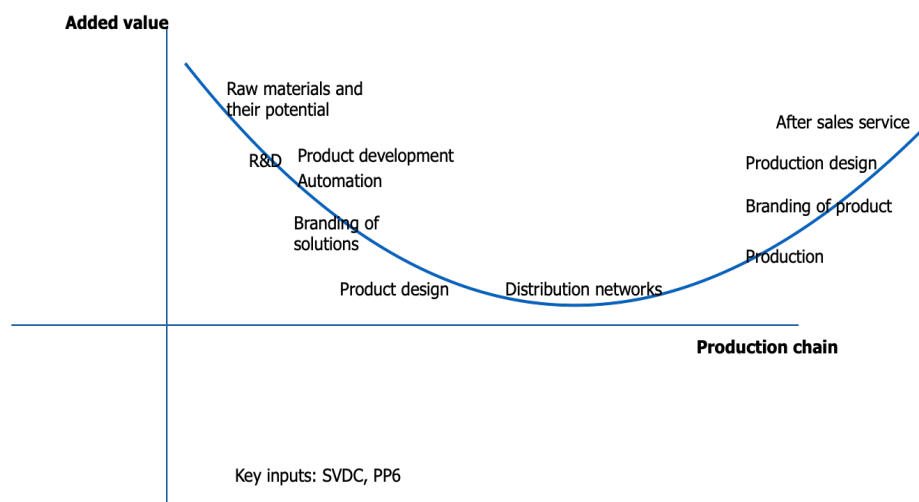 Added value
Raw materials and
their potential
After sales service
R&D
Product development
Automation
Production design
Branding of product
Branding of
solutions
Production
Product design
Distribution networks
Production chain
Key inputs: SVDC, PP6